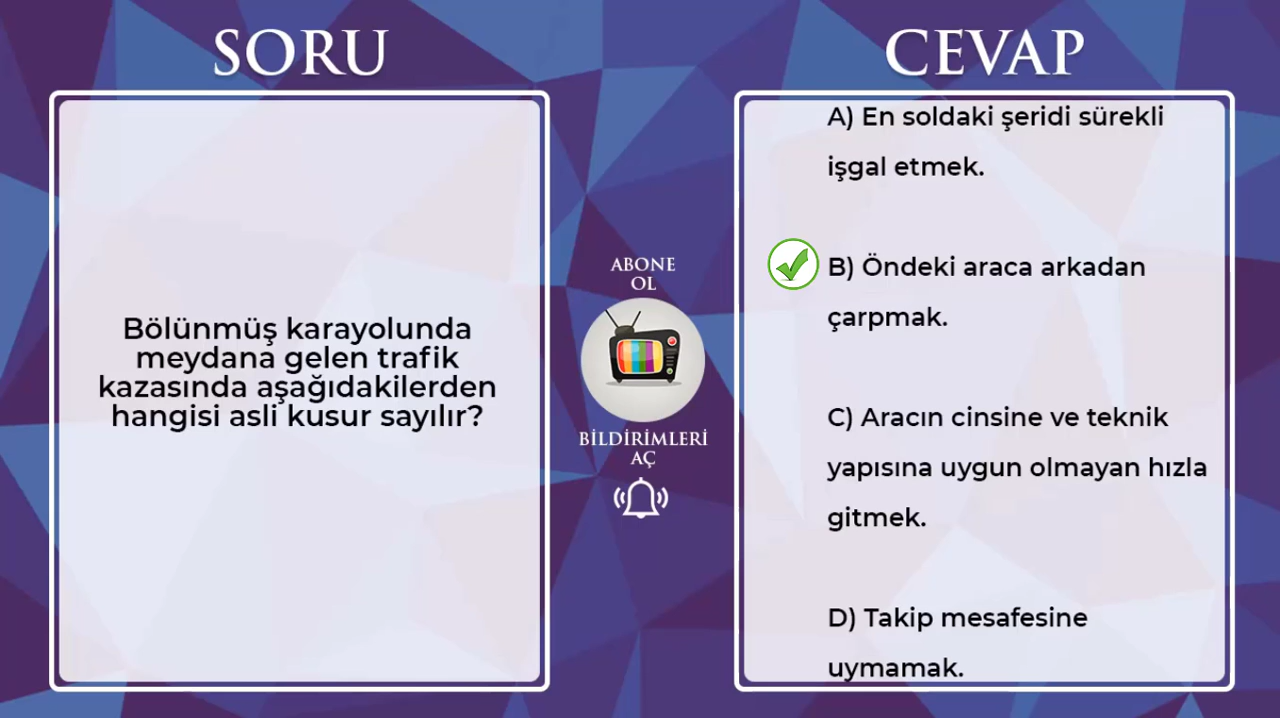 SORU
Bölünmüş karayolunda
meydana gelen trafik
kazasında aşağıdakilerden
hangisi asli kusur sayılır?
ABONE
OL
BİLDİRİMLERİ
AÇ
CEVAP
A) En soldaki şeridi sürekli
işgal etmek.
B) Öndeki araca arkadan
çarpmak.
C) Aracın cinsine ve teknik
yapısına uygun olmayan hızla
gitmek.
D) Takip mesafesine
uymamak.